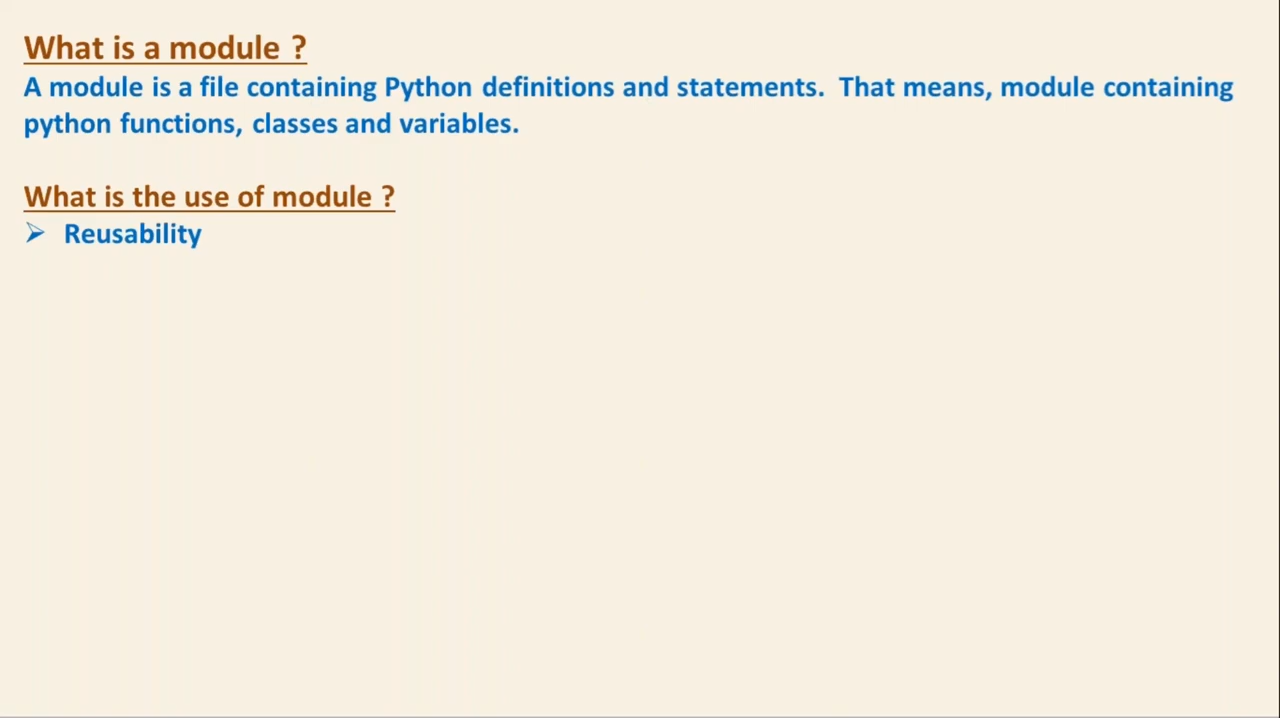 What is a module ?
A module is a file containing Python definitions and statements.  That means, module containing
python functions, classes and variables.
What is the use of module ?
➢ Reusability